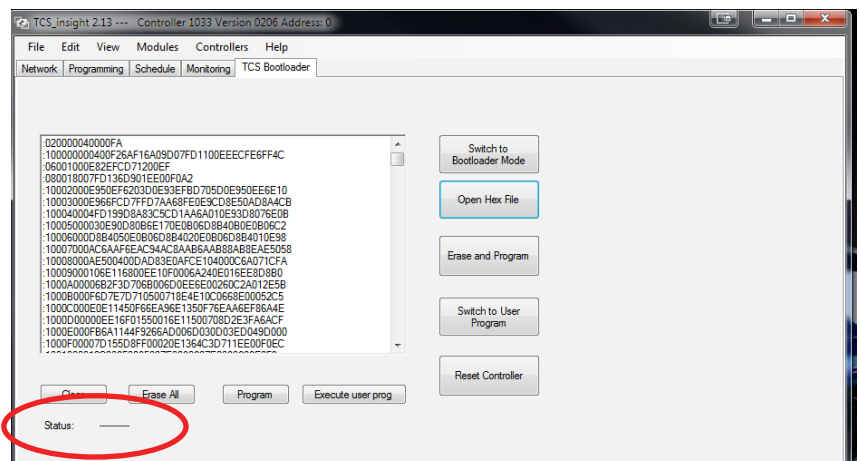 TCS_insight 2.13 --- Controller 1033 Version 0206 Address: 0
File Edit View Modules Controllers Help
Network Programming Schedule Monitoring TCS Bootloader
:020000040000FA
:100000000400F26AF16A09D07FD1100EEECFE6FF4C
:06001000E82EFCD71200EF
:080018007FD136D901EE00F0A2
:10002000E950EF6203D0E93EFBD705D0E950EE6E10
:10003000E966FCD7FFD7AA68FE0E9CD8E50AD8A4CB
:100040004FD199D8A83C5CD1AA6A010E93D8076E0B
:10005000030E90D80B6E170E0B06D8B40B0E0B06C2
:10006000D8B4050E0B06D8B4020E0B06D8B4010E98
:10007000AC6AAF6EAC94AC8AAB6AAB88AB8EAE5058
:10008000AE500400DAD83E0AFCE104000C6A071CFA
:10009000106E116800EE10F0006A240E016EE8D8B0
:1000A00006B2F3D706B006D0EE6E00260C2A012E5B
:1000B000F6D7E7D710500718E4E10C0668E00052C5
:1000C000E0E11450F66EA96E1350F76EAA6EF86A4E
:1000D00000EE16F01550016E11500708D2E3FA6ACF
:1000E000FB6A1144F9266AD006D030D03ED049D000
:1000F00007D155D8FF00020E1364C3D711EE00F0EC
Switch to
Bootloader Mode
Open Hex File
Erase and Program
Switch to User
Program
Reset Controller
Clear Erase All Program Execute user prog
Status: -----------